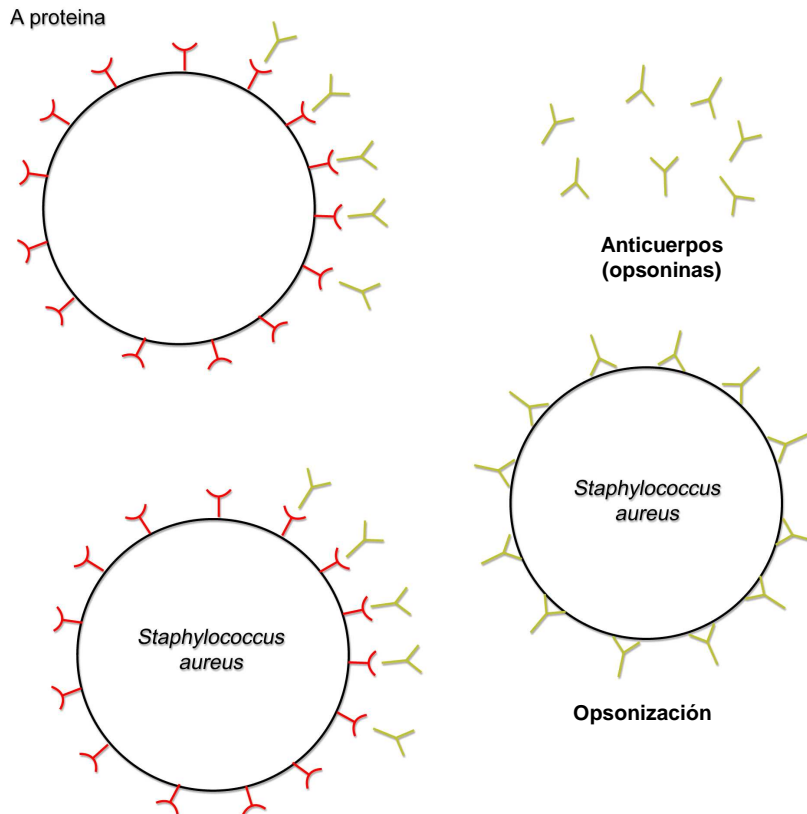 A proteina
Anticuerpos
(opsoninas)
Staphylococcus
aureus
Staphylococcus
aureus
Opsonización